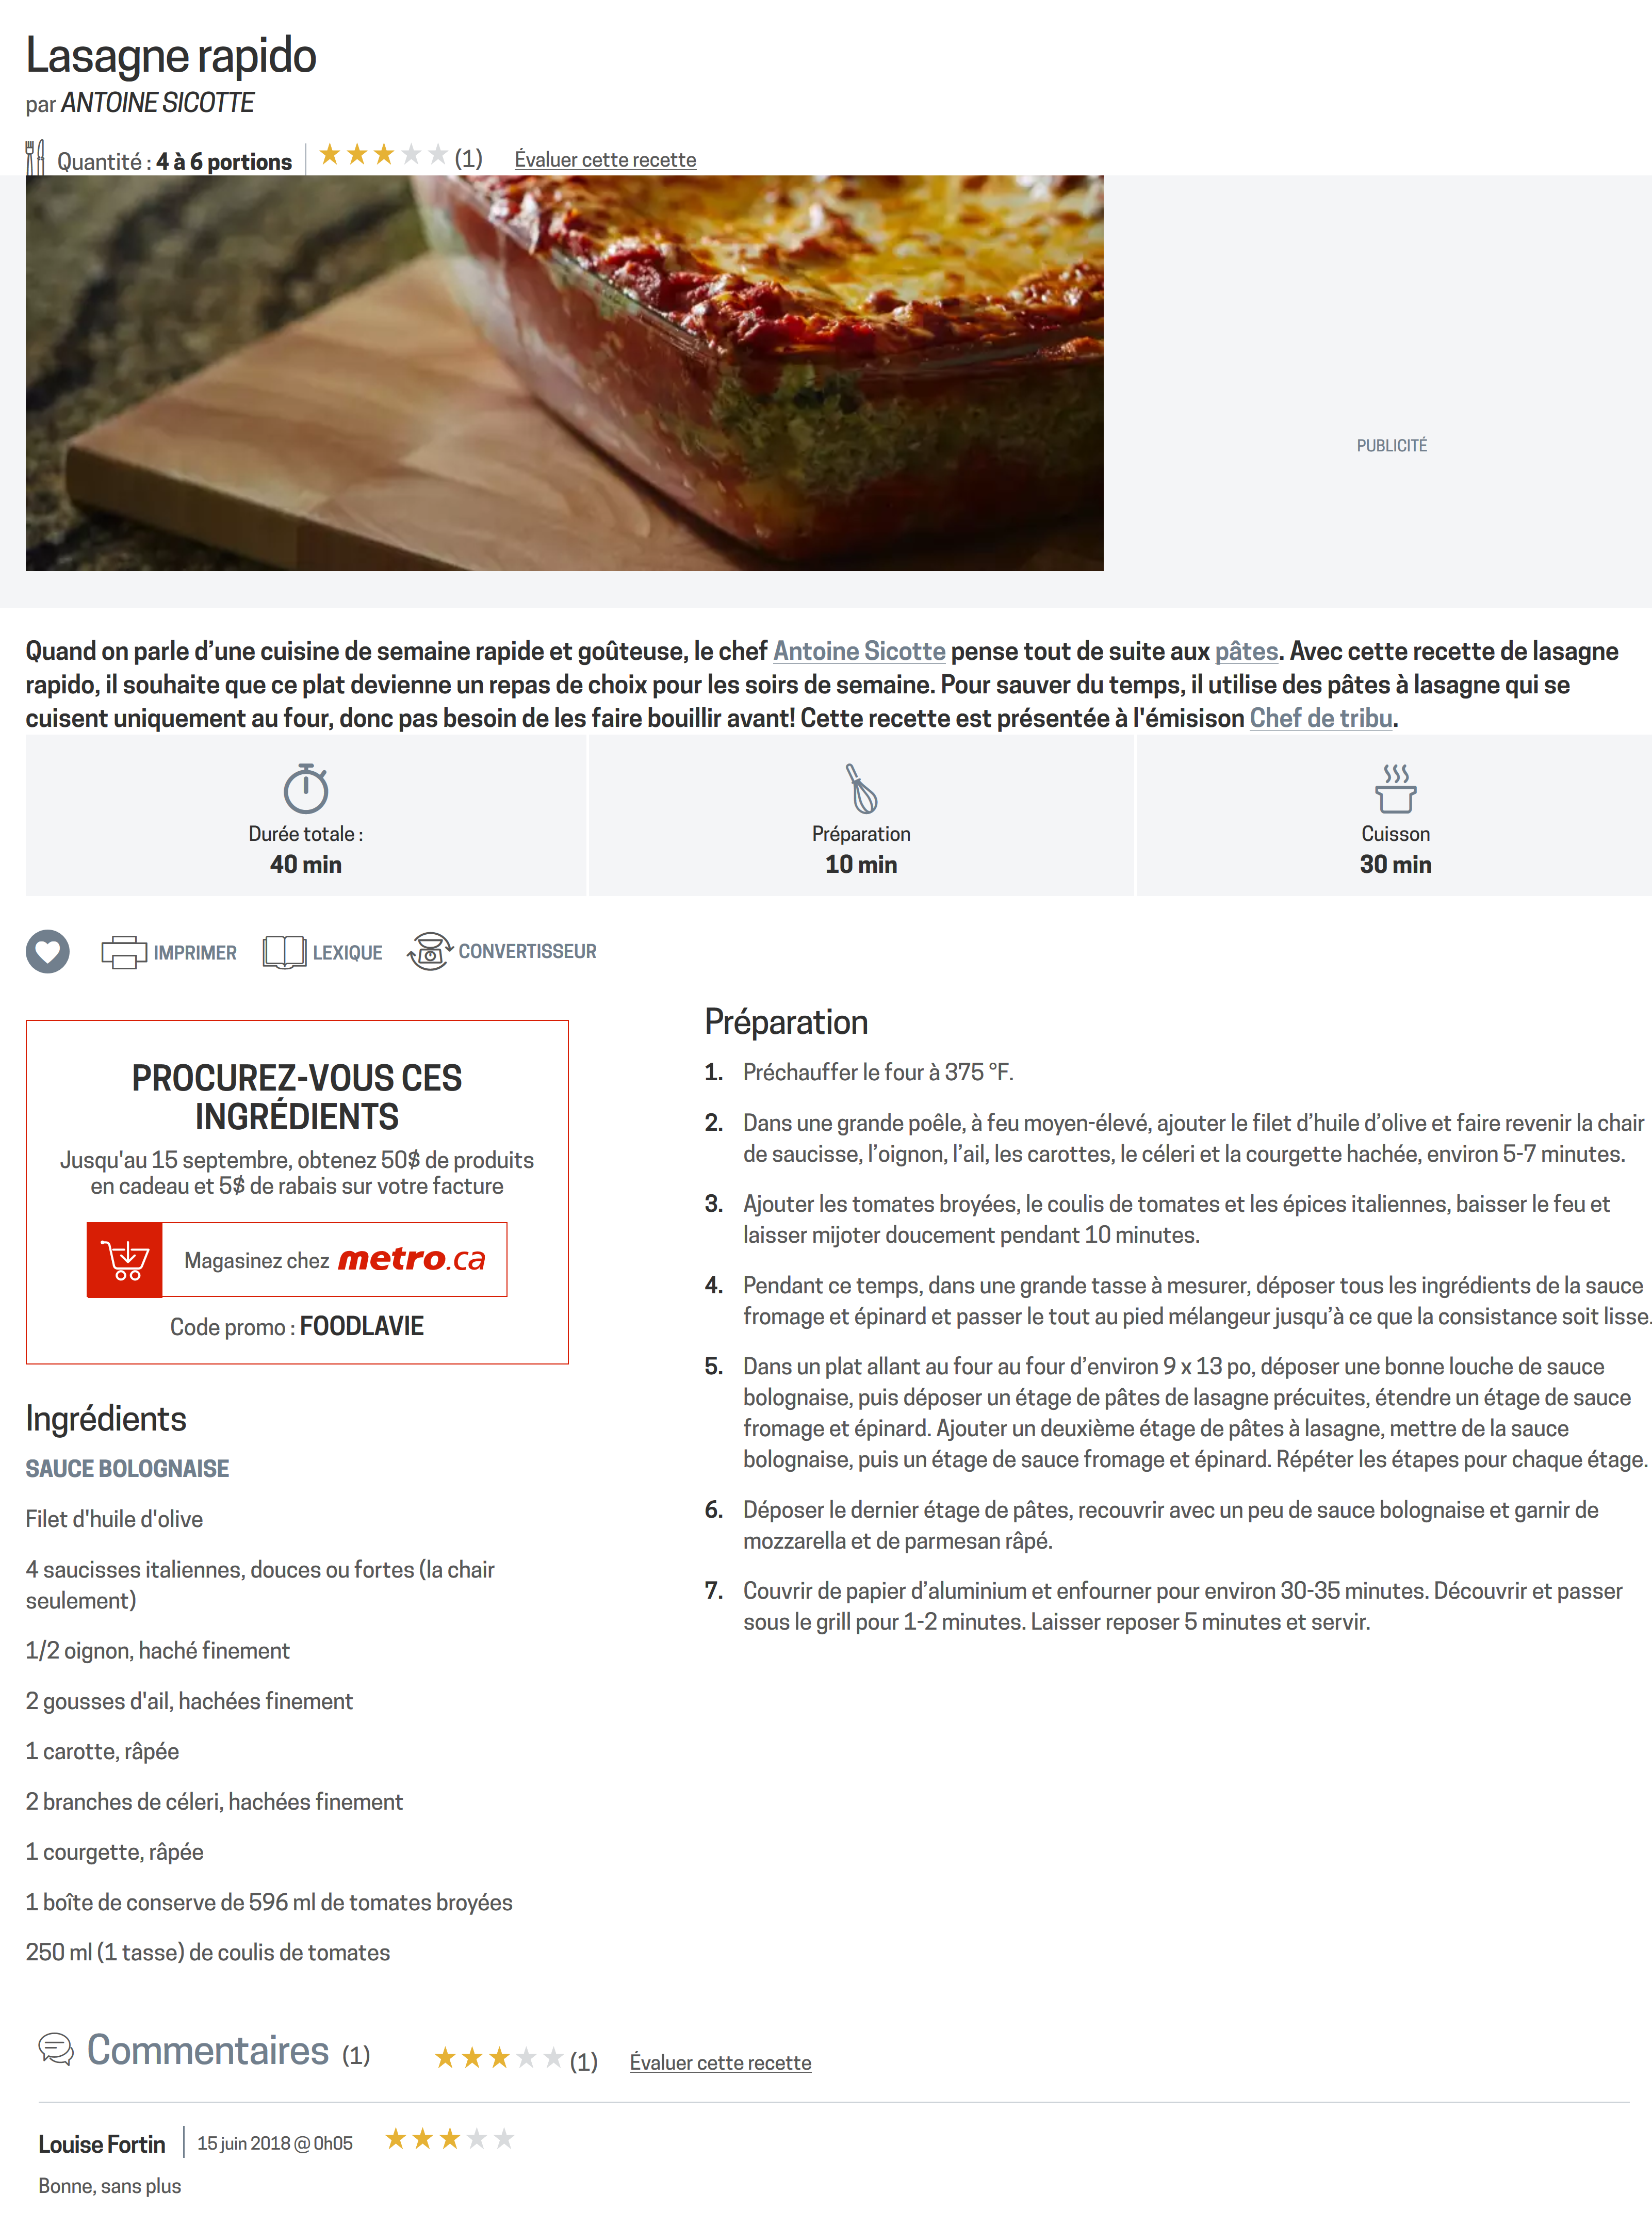 Lasagne rapido
par ANTOINE SICOTTE
Quantité : 4 à 6 portions
(1)
Évaluer cette recette
PUBLICITÉ
Quand on parle d’une cuisine de semaine rapide et goûteuse, le chef Antoine Sicotte pense tout de suite aux pâtes. Avec cette recette de lasagne
rapido, il souhaite que ce plat devienne un repas de choix pour les soirs de semaine. Pour sauver du temps, il utilise des pâtes à lasagne qui se
cuisent uniquement au four, donc pas besoin de les faire bouillir avant! Cette recette est présentée à l'émisison Chef de tribu.
Durée totale :
40 min
Préparation
10 min
Cuisson
30 min
IMPRIMER
LEXIQUE
CONVERTISSEUR
PROCUREZ-VOUS CES
INGRÉDIENTS
Jusqu'au 15 septembre, obtenez 50$ de produits
en cadeau et 5$ de rabais sur votre facture
Magasinez chez metro.ca
Code promo : FOODLAVIE
Ingrédients
SAUCE BOLOGNAISE
Filet d'huile d'olive
4 saucisses italiennes, douces ou fortes (la chair
seulement)
1/2 oignon, haché finement
2 gousses d'ail, hachées finement
1 carotte, râpée
2 branches de céleri, hachées finement
1 courgette, râpée
1 boîte de conserve de 596 ml de tomates broyées
250 ml (1 tasse) de coulis de tomates
Préparation
1. Préchauffer le four à 375 °F.
2. Dans une grande poêle, à feu moyen-élevé, ajouter le filet d’huile d’olive et faire revenir la chair
de saucisse, l’oignon, l’ail, les carottes, le céleri et la courgette hachée, environ 5-7 minutes.
3. Ajouter les tomates broyées, le coulis de tomates et les épices italiennes, baisser le feu et
laisser mijoter doucement pendant 10 minutes.
4. Pendant ce temps, dans une grande tasse à mesurer, déposer tous les ingrédients de la sauce
fromage et épinard et passer le tout au pied mélangeur jusqu’à ce que la consistance soit lisse.
5. Dans un plat allant au four au four d’environ 9 x 13 po, déposer une bonne louche de sauce
bolognaise, puis déposer un étage de pâtes de lasagne précuites, étendre un étage de sauce
fromage et épinard. Ajouter un deuxième étage de pâtes à lasagne, mettre de la sauce
bolognaise, puis un étage de sauce fromage et épinard. Répéter les étapes pour chaque étage.
6. Déposer le dernier étage de pâtes, recouvrir avec un peu de sauce bolognaise et garnir de
mozzarella et de parmesan râpé.
7. Couvrir de papier d’aluminium et enfourner pour environ 30-35 minutes. Découvrir et passer
sous le grill pour 1-2 minutes. Laisser reposer 5 minutes et servir.
Commentaires (1)
(1)
Évaluer cette recette
Louise Fortin
15 juin 2018 @ 0h05
Bonne, sans plus